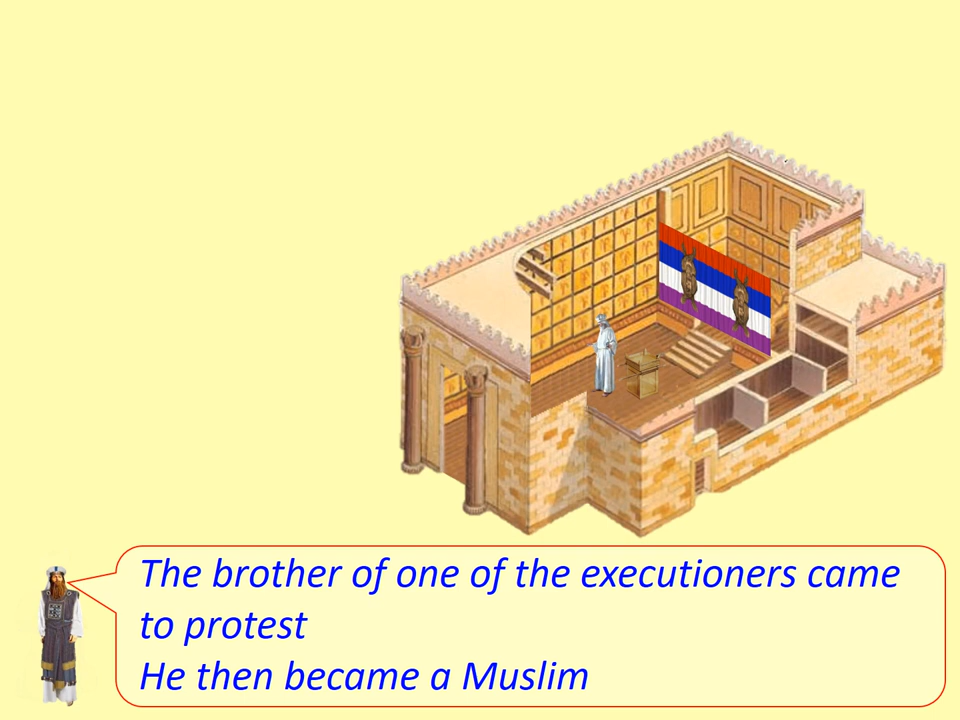 The brother of one of the executioners came
to protest
He then became a Muslim